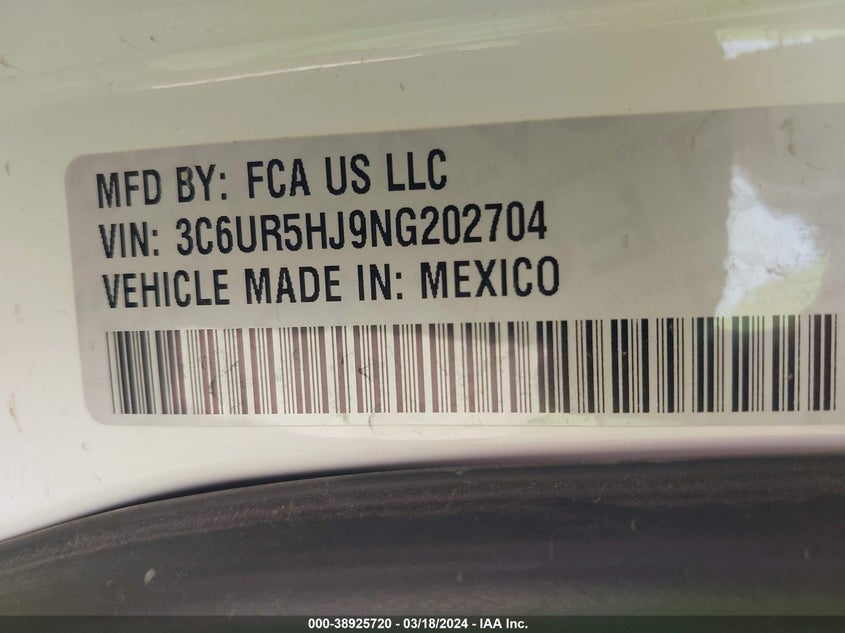 MFD BY: FCA US LLC
VIN: 3C6UR5HJ9NG202704
VEHICLE MADE IN: MEXICO
000-38925720 - 03/18/2024 - IAA Inc.